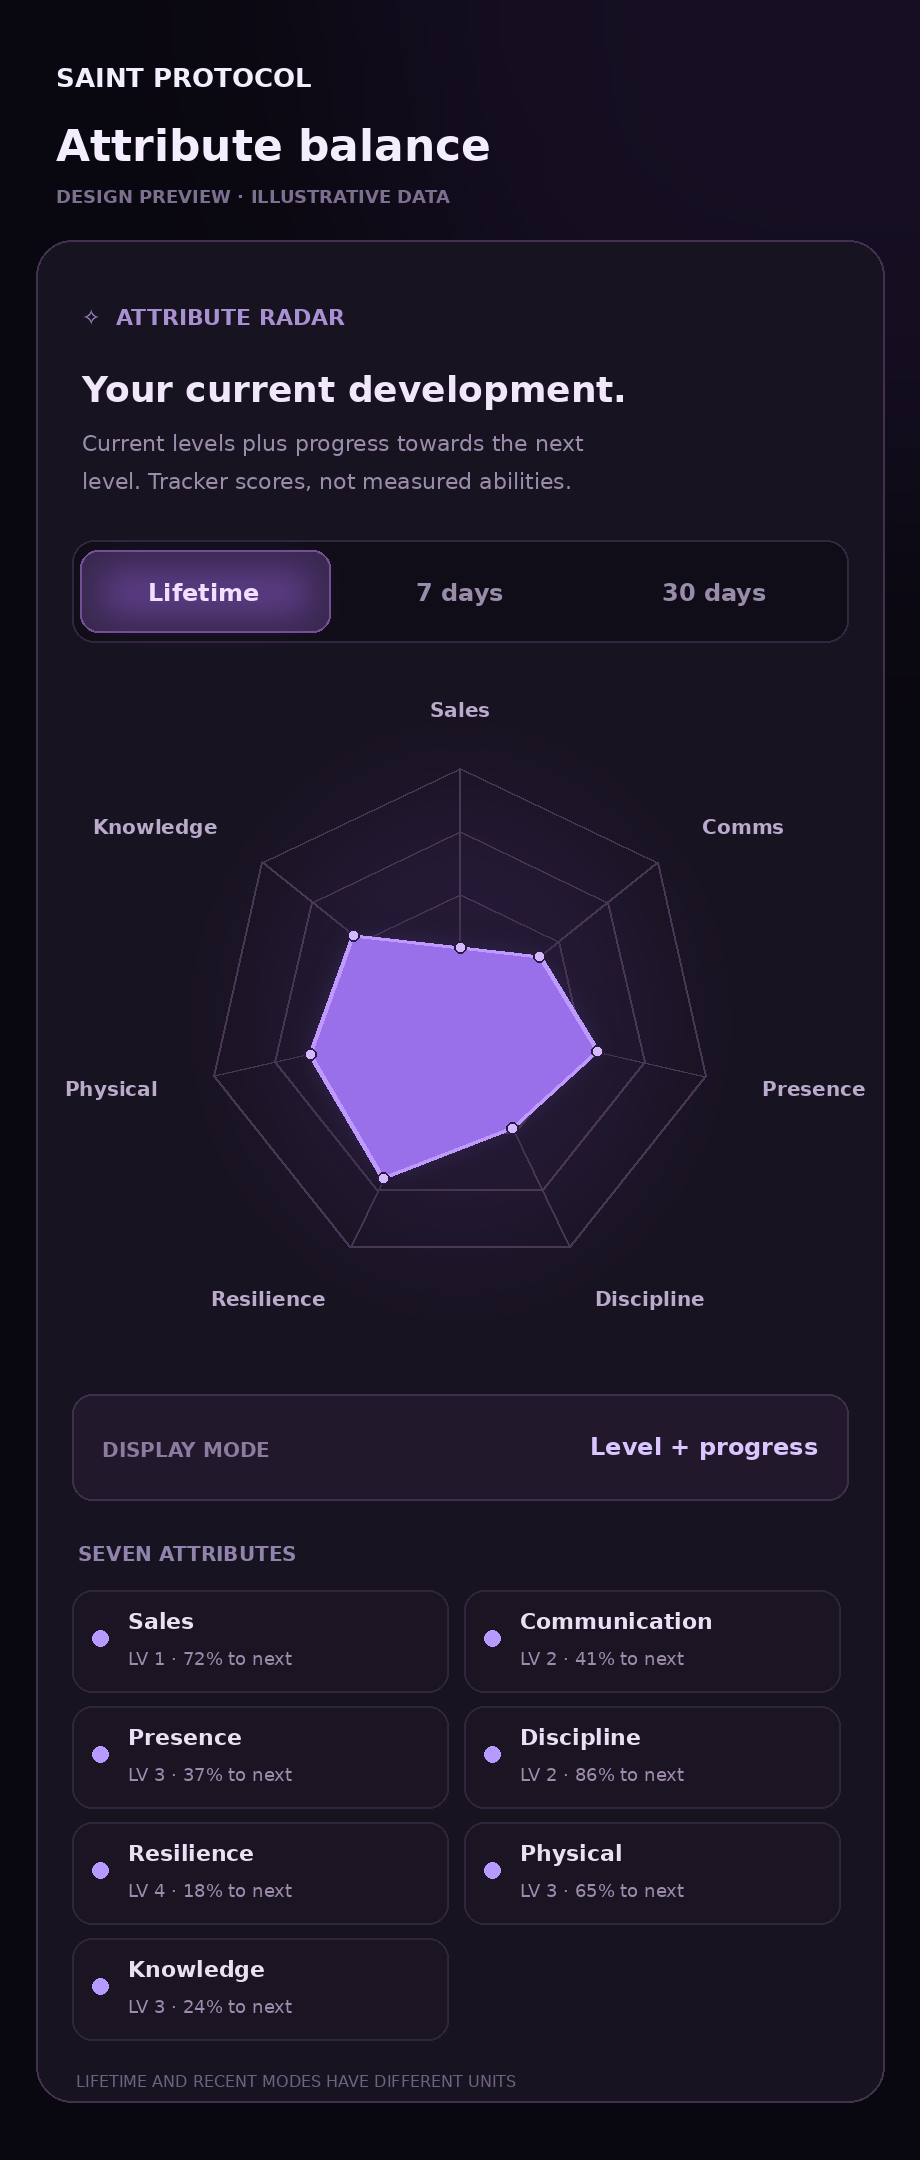 SAINT PROTOCOL
Attribute balance
DESIGN PREVIEW · ILLUSTRATIVE DATA
✧ ATTRIBUTE RADAR
Your current development.
Current levels plus progress towards the next
level. Tracker scores, not measured abilities.
Lifetime
7 days
30 days
Sales
Knowledge
Comms
Physical
Presence
Resilience
Discipline
DISPLAY MODE
Level + progress
SEVEN ATTRIBUTES
Sales
LV 1 · 72% to next
Communication
LV 2 · 41% to next
Presence
LV 3 · 37% to next
Discipline
LV 2 · 86% to next
Resilience
LV 4 · 18% to next
Physical
LV 3 · 65% to next
Knowledge
LV 3 · 24% to next
LIFETIME AND RECENT MODES HAVE DIFFERENT UNITS